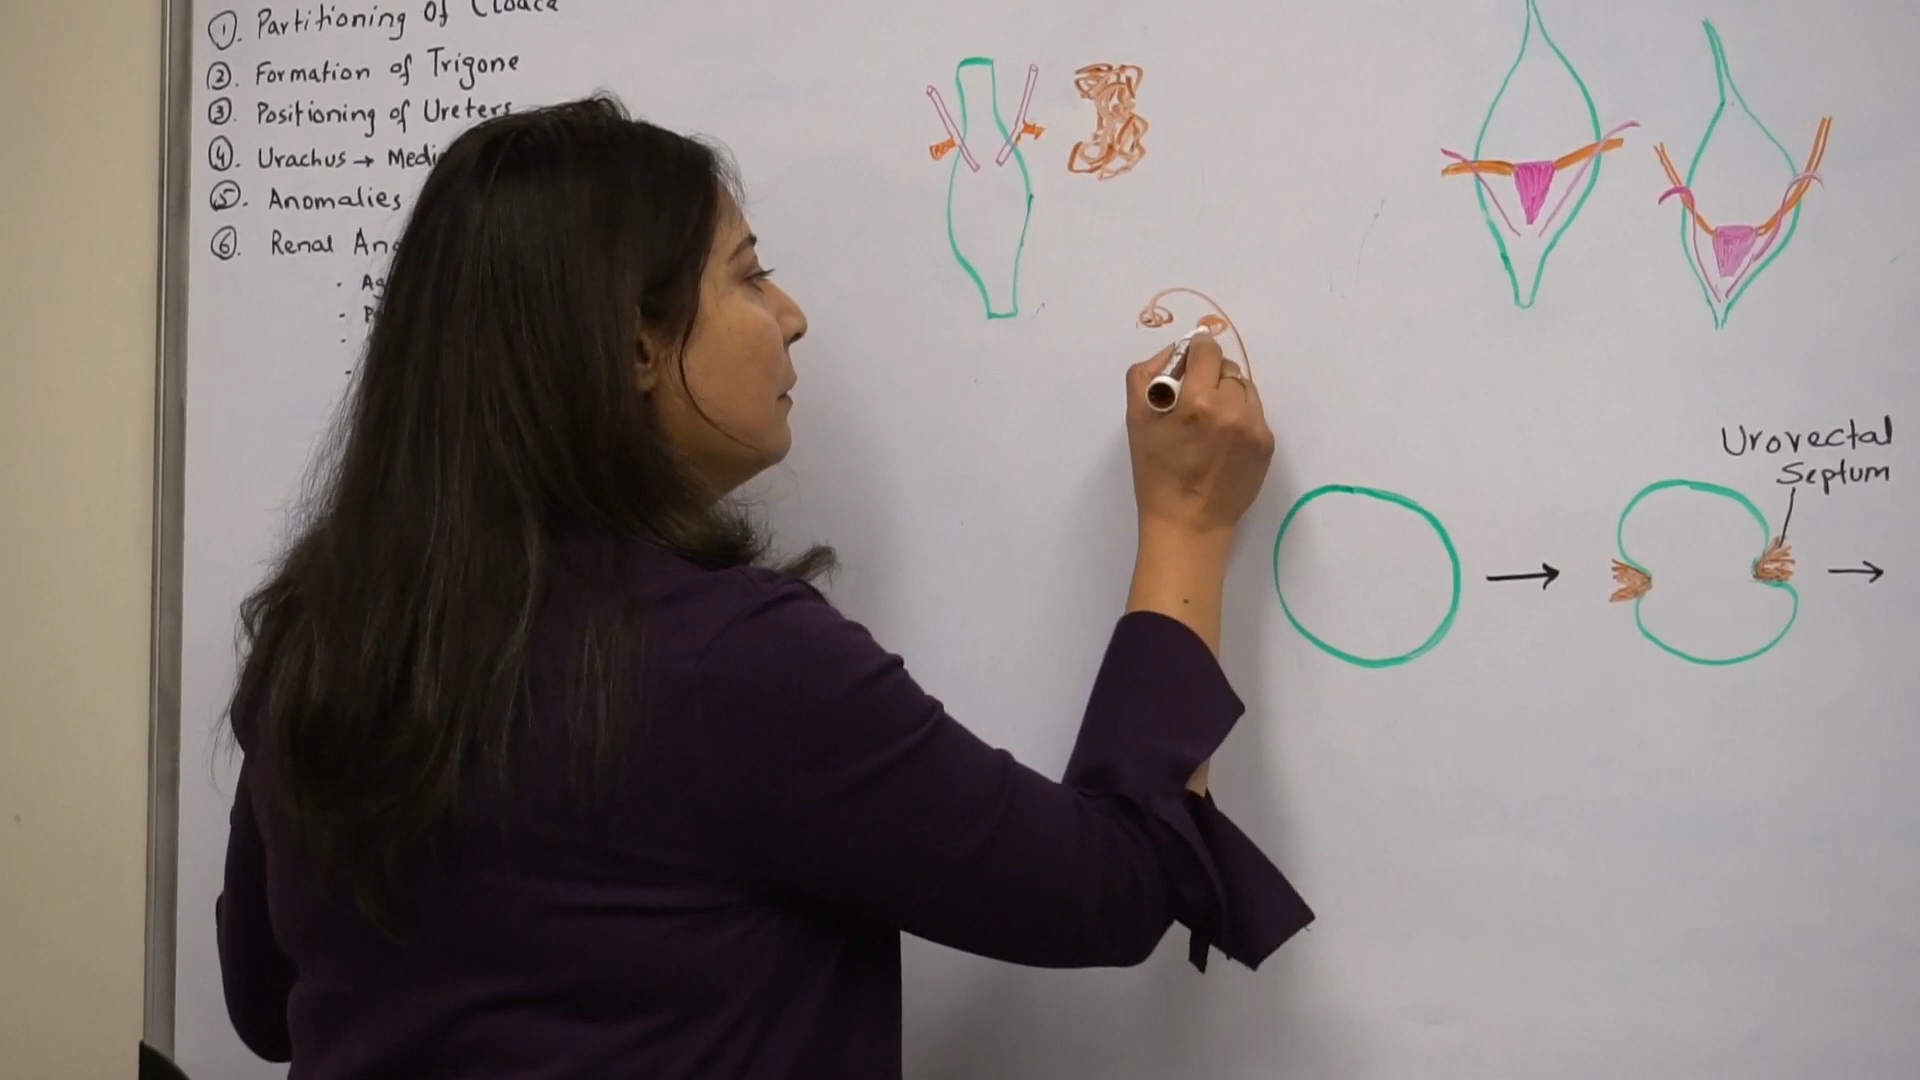 ①. Partitioning Of Cloaca
②. Formation of Trigone
③. Positioning of Ureters
④. Urachus → 
⑤. Anomalies
⑥. Renal
Urorectal
Septum